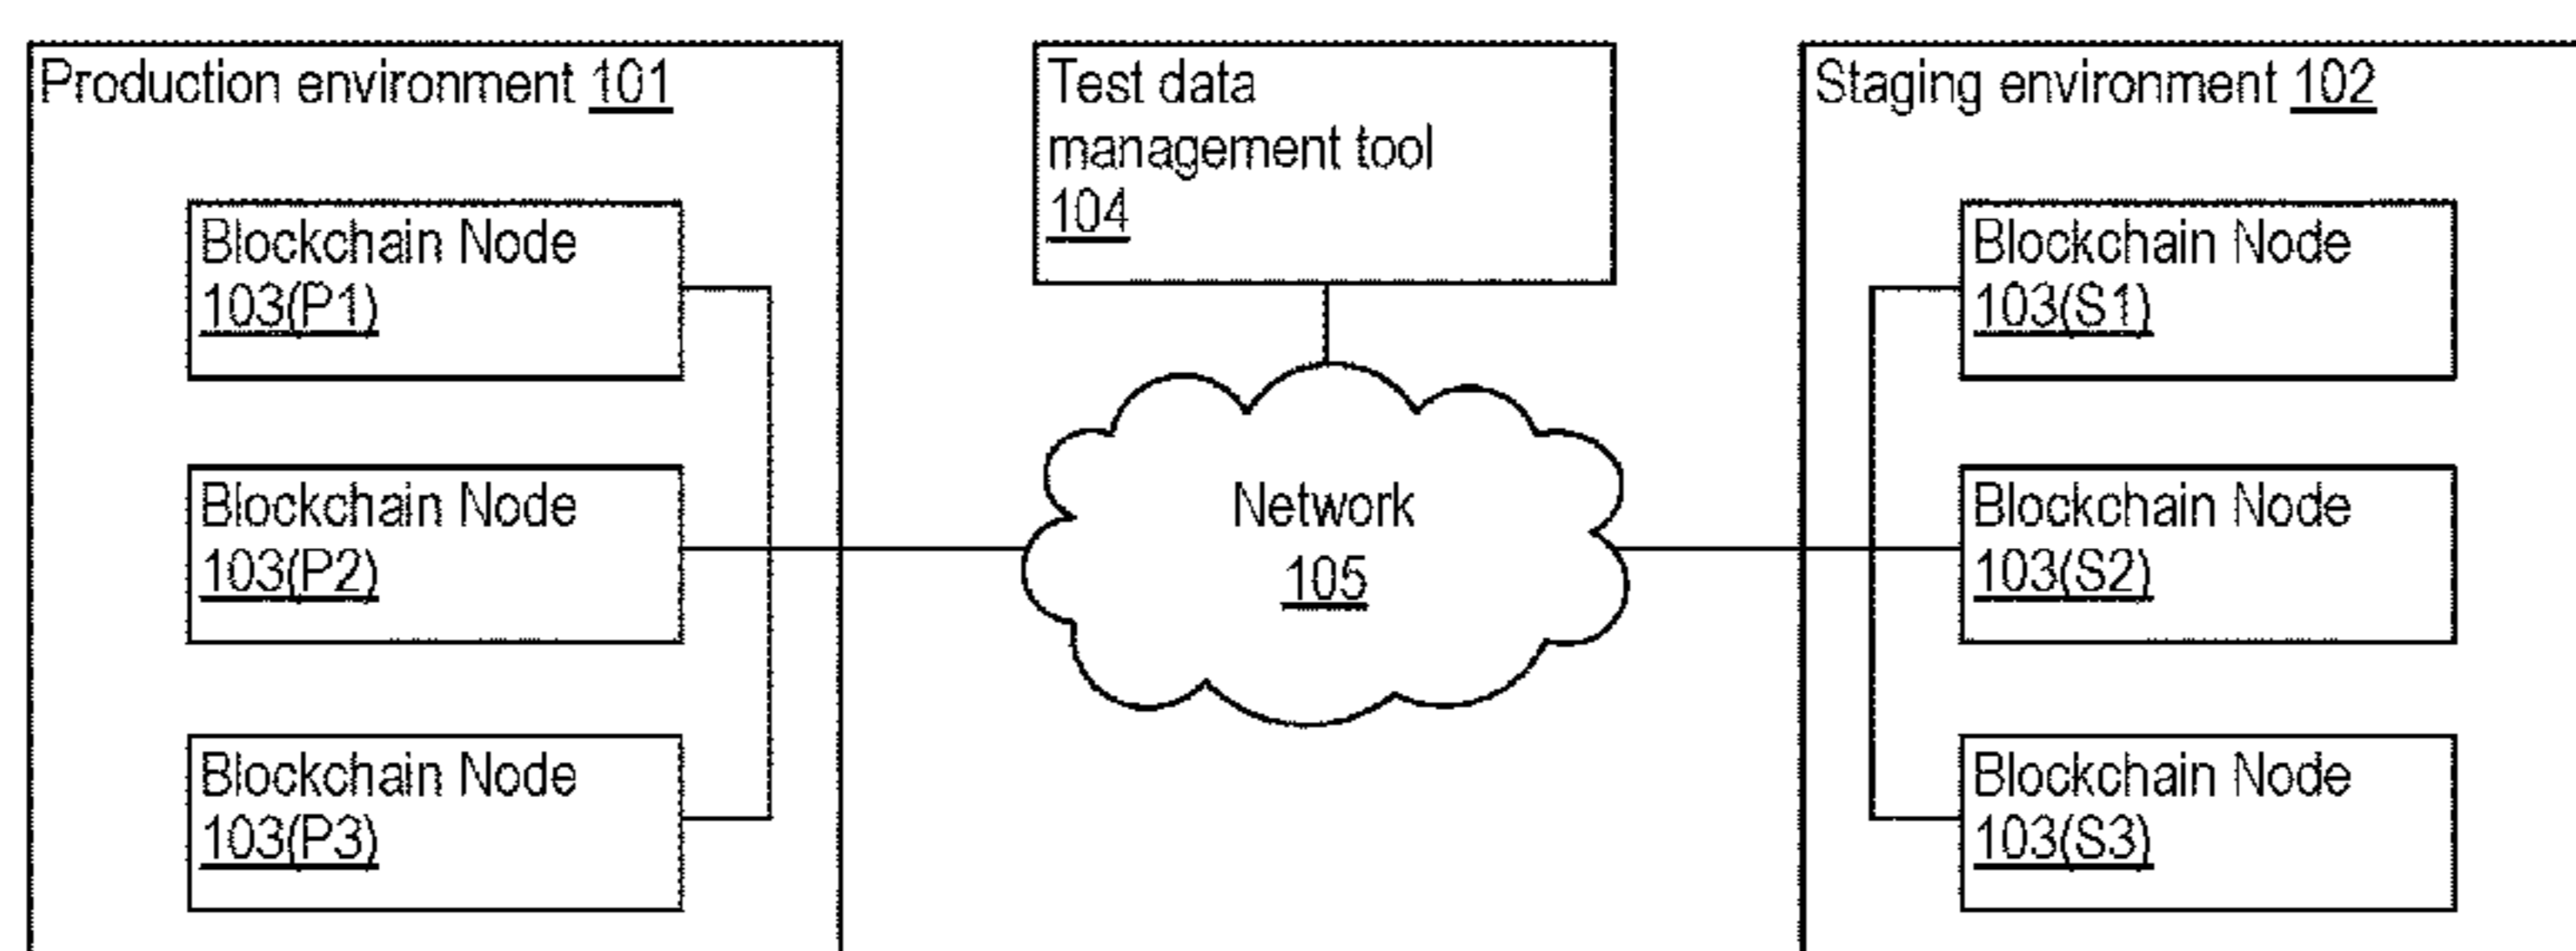 Production environment 101
Blockchain Node
103(P1)
Blockchain Node
103(P2)
Blockchain Node
103(P3)
Test data
management tool
104
Network
105
Staging environment 102
Blockchain Node
103(S1)
Blockchain Node
103(S2)
Blockchain Node
103(S3)